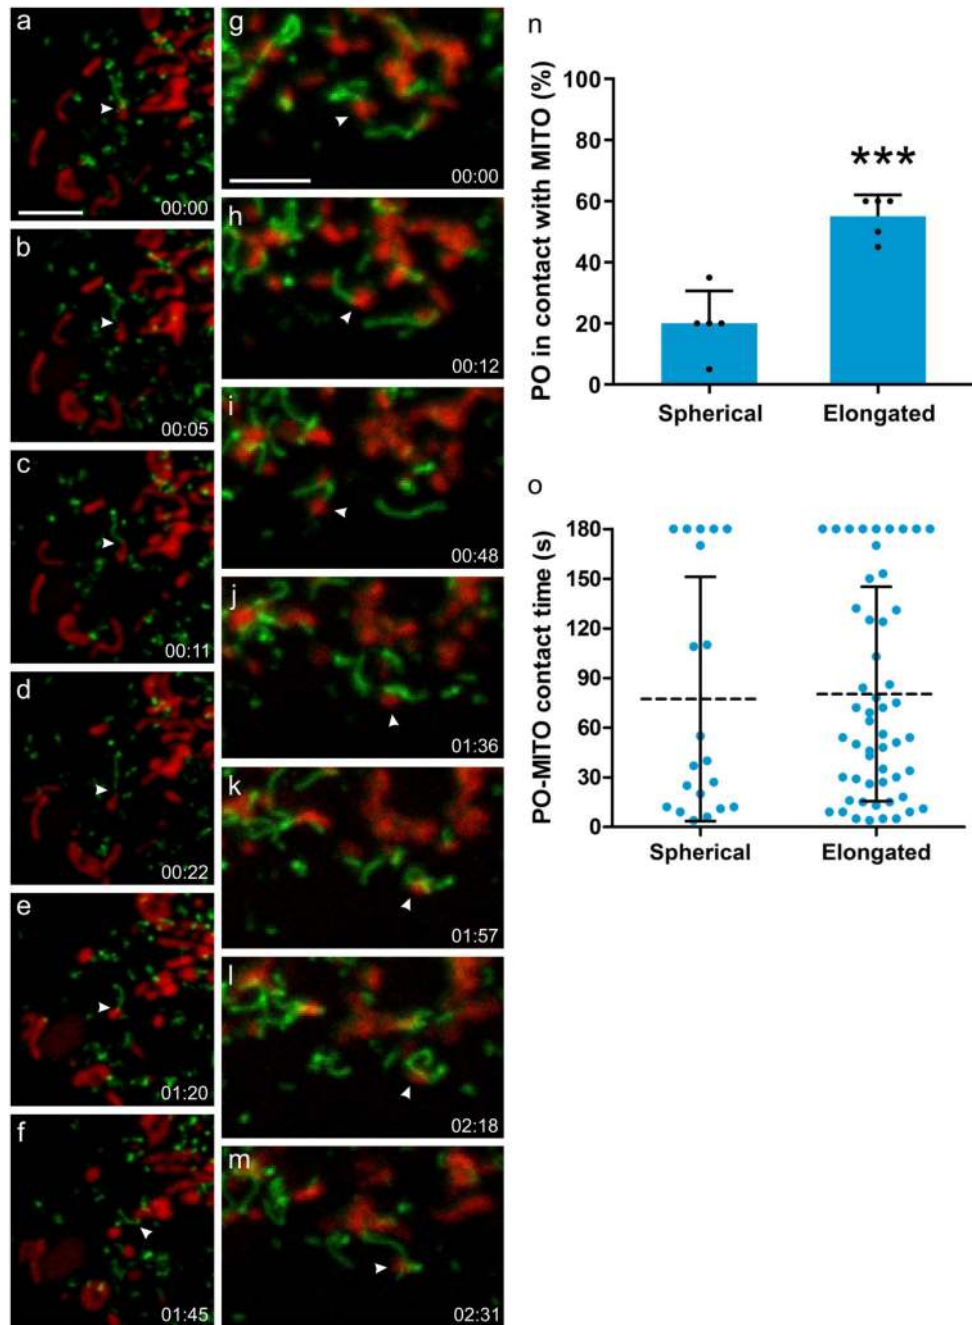 a
00:00
b
00:05
c
00:11
d
00:22
e
01:20
f
01:45
g
00:00
h
00:12
i
00:48
j
01:36
k
01:57
l
02:18
m
02:31
n
PO in contact with MITO (%)
100
80
60
40
20
0
***
Spherical
Elongated
o
PO-MITO contact time (s)
180
150
120
90
60
30
0
Spherical
Elongated